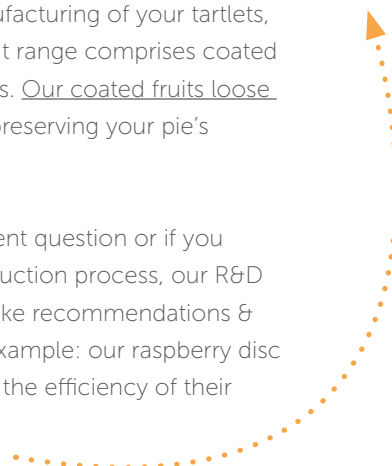 ufacturing of your tartlets,
t range comprises coated
s. Our coated fruits loose
preserving your pie's
ent question or if you
duction process, our R&D
ke recommendations &
xample: our raspberry disc
the efficiency of their